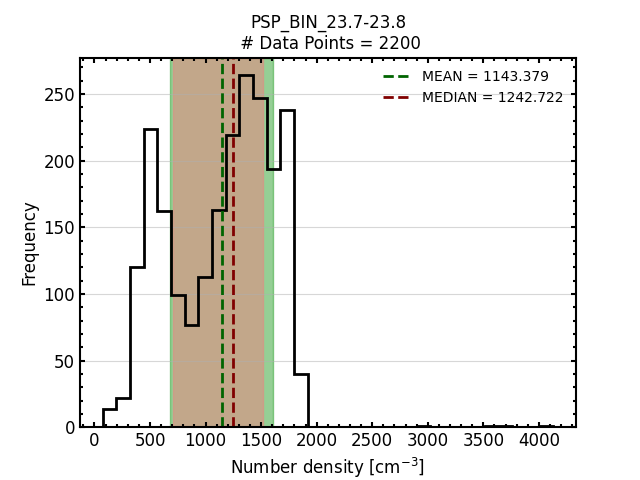 PSP_BIN_23.7-23.8
# Data Points = 2200
MEAN = 1143.379
MEDIAN = 1242.722
250
200
150
100
50
0
Frequency
0 500 1000 1500 2000 2500 3000 3500 4000
Number density [cm⁻³]